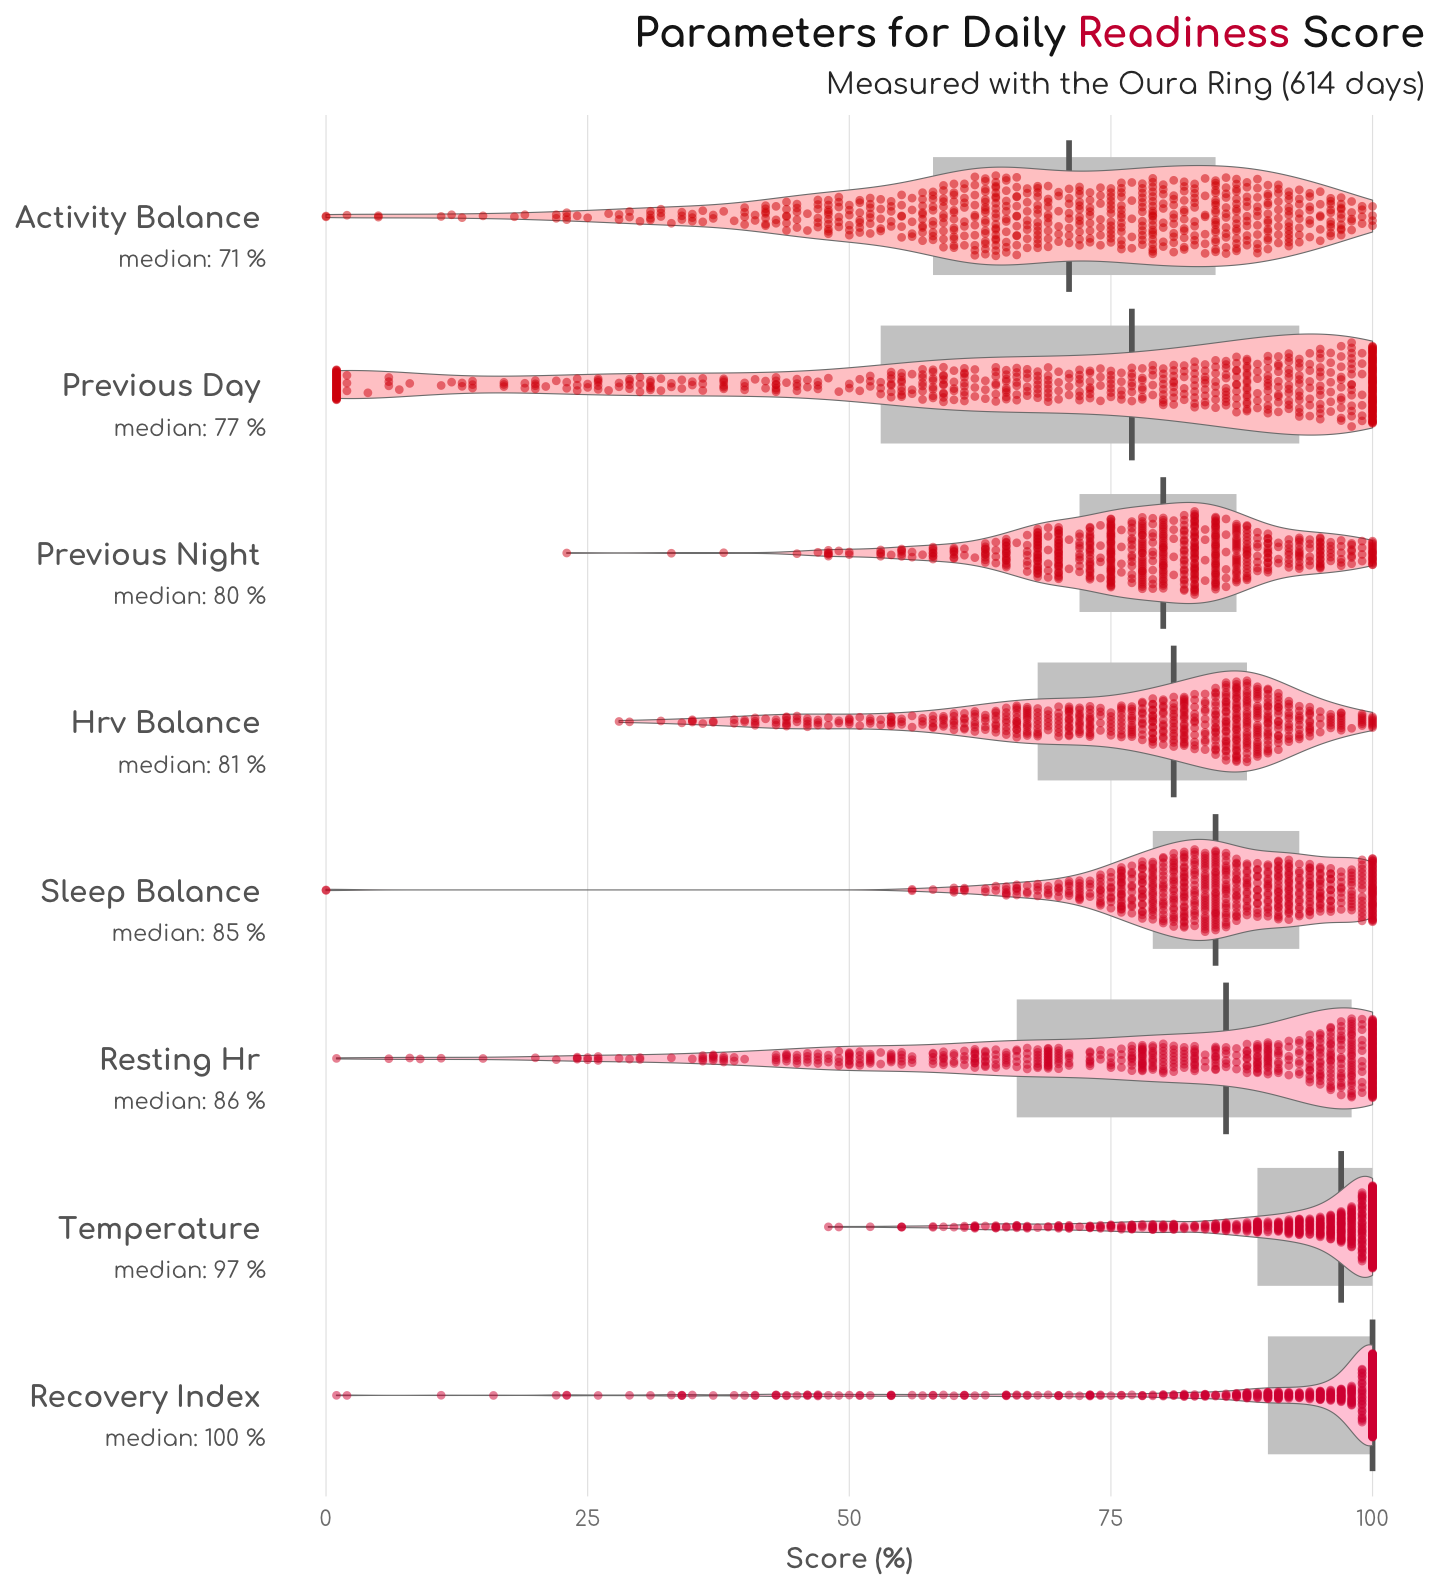 Parameters for Daily Readiness Score
Measured with the Oura Ring (614 days)
Activity Balance
median: 71 %
Previous Day
median: 77 %
Previous Night
median: 80 %
Hrv Balance
median: 81 %
Sleep Balance
median: 85 %
Resting Hr
median: 86 %
Temperature
median: 97 %
Recovery Index
median: 100 %
0 25 50 75 100
Score (%)